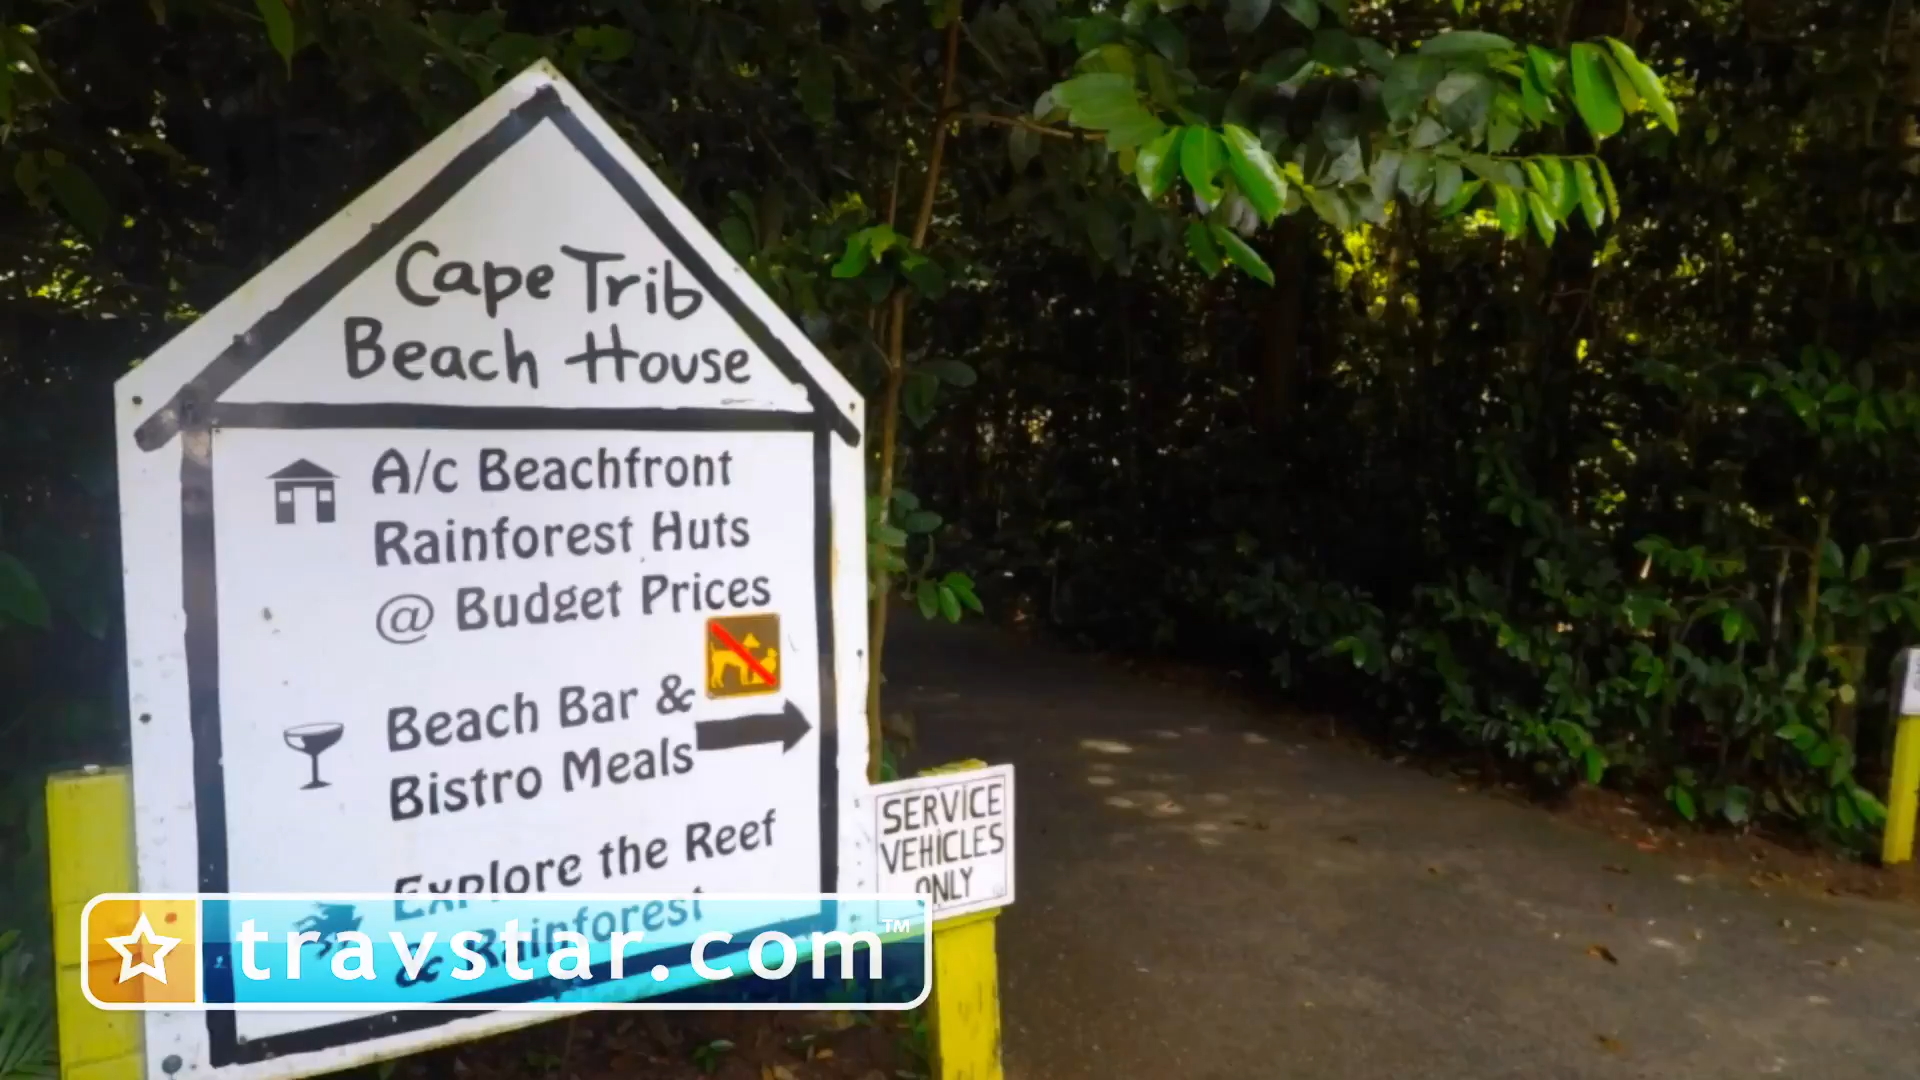 Cape Trib
Beach House
A/c Beachfront
Rainforest Huts
@ Budget Prices
Beach Bar &
Bistro Meals
Explore the Reef
& Rainforest
SERVICE
VEHICLES
ONLY
travstar.com™